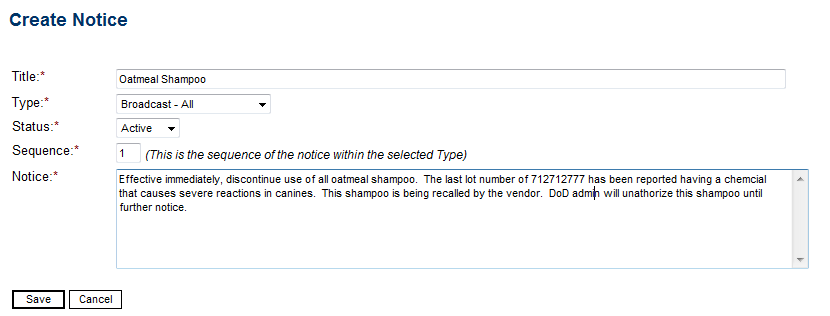 Create Notice
Title:* Oatmeal Shampoo
Type:* Broadcast - All
Status:* Active
Sequence:* 1 (This is the sequence of the notice within the selected Type)
Notice:* Effective immediately, discontinue use of all oatmeal shampoo. The last lot number of 712712777 has been reported having a chemcial
that causes severe reactions in canines. This shampoo is being recalled by the vendor. DoD admin will unathorize this shampoo until
further notice.
Save Cancel